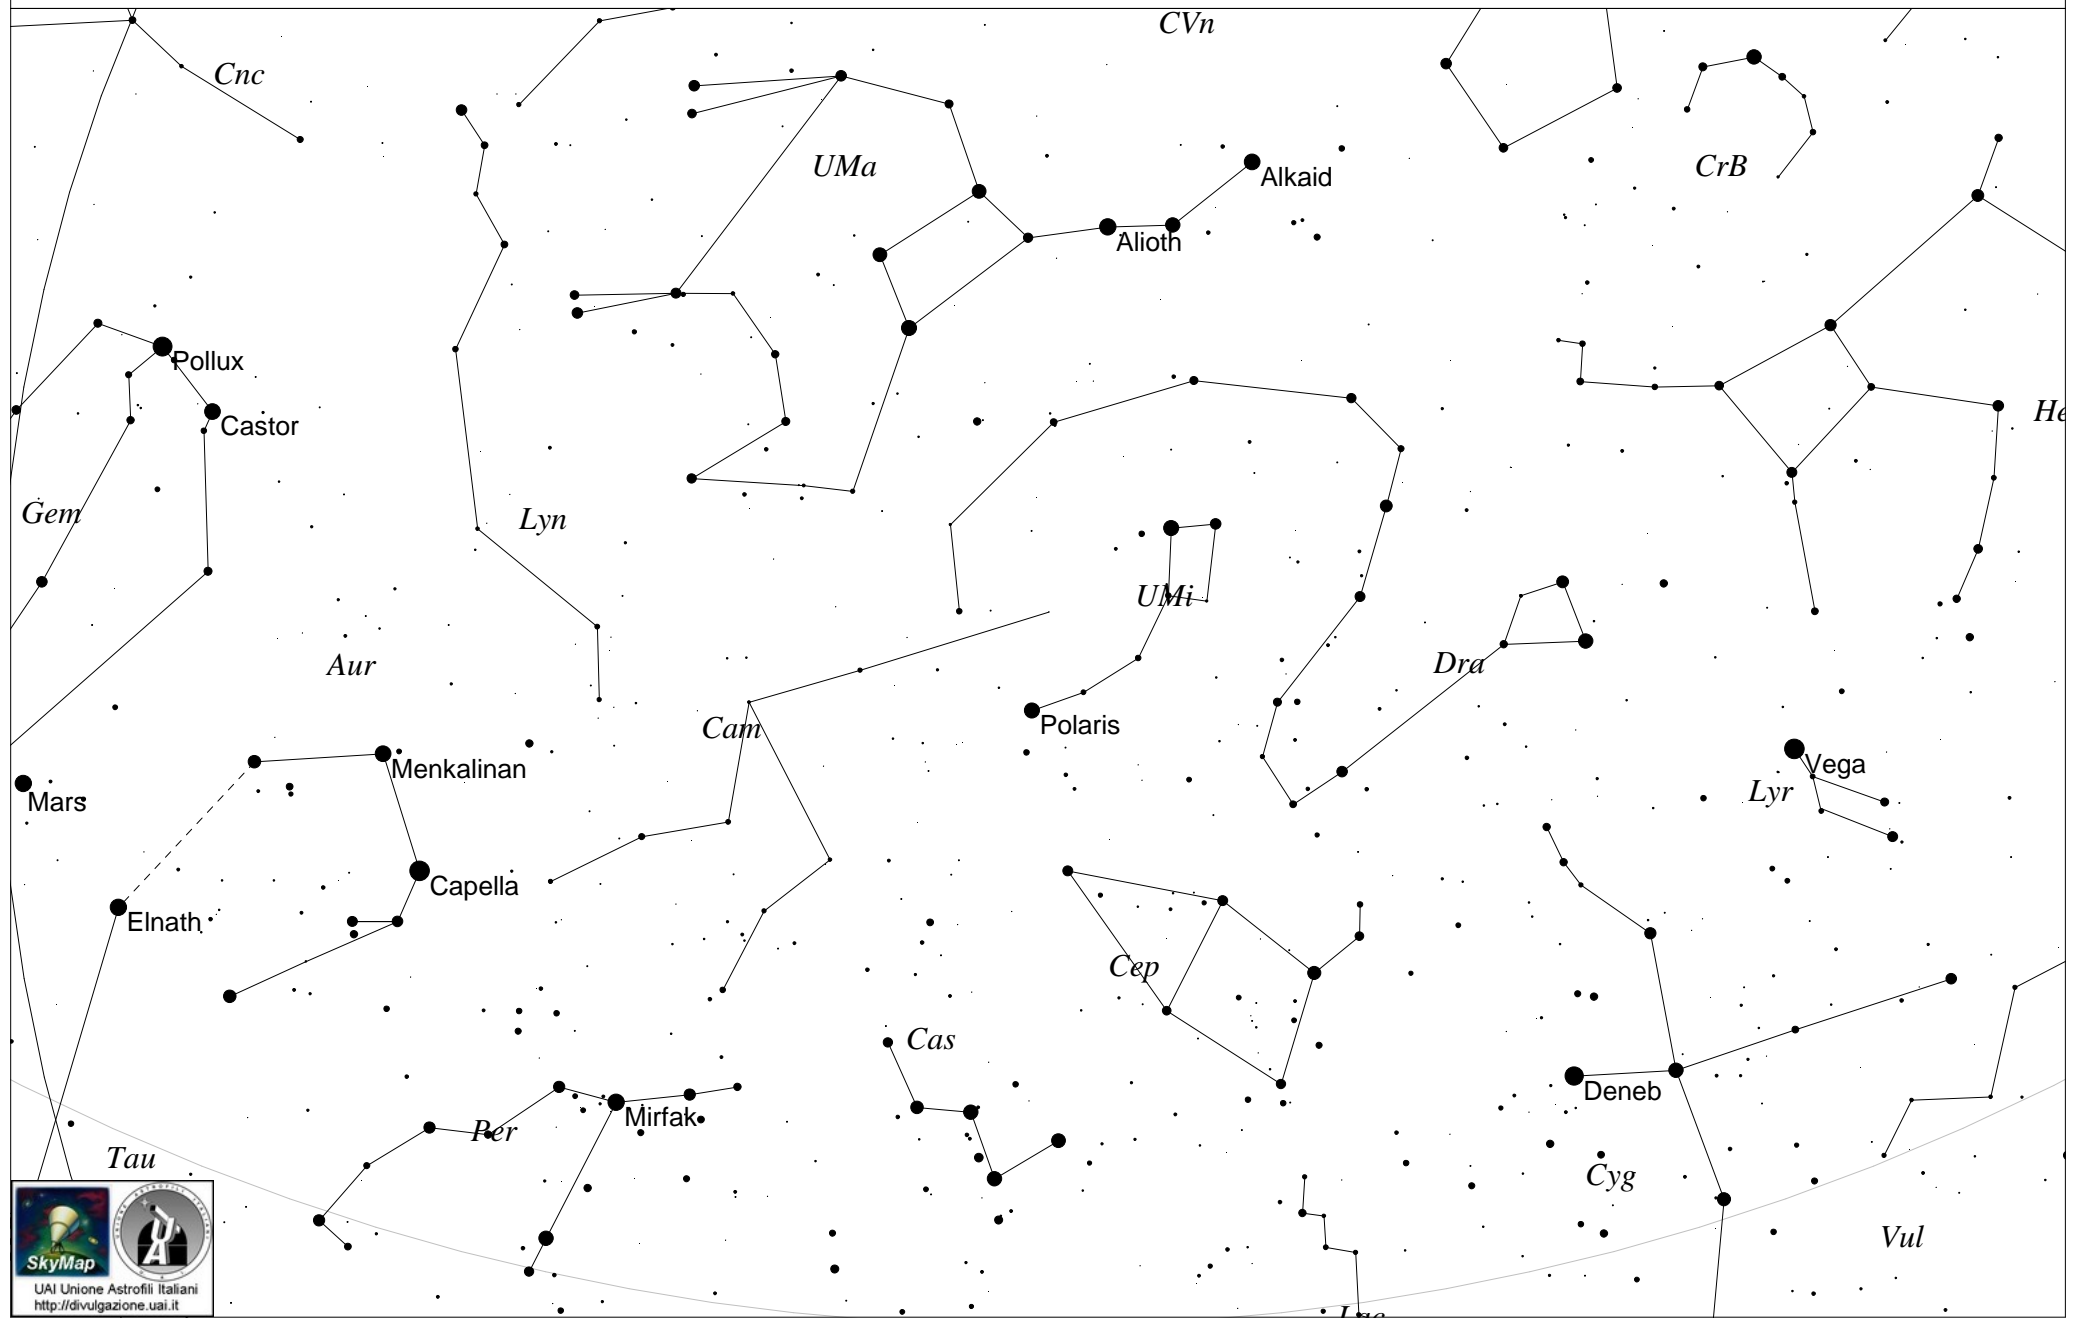 CVn
Cnc
UMa
Alkaid
CrB
Alioth
Pollux
Castor
He
Gem
Lyn
UMi
Aur
Dra
Cam
Polaris
Menkalinan
Vega
Mars
Lyr
Capella
Elnath
Cep
Cas
Deneb
Mirfak
Per
Tau
Cyg
Vul
SkyMap
UAI
UAI Unione Astrofili Italiani
http://divulgazione.uai.it
Lac